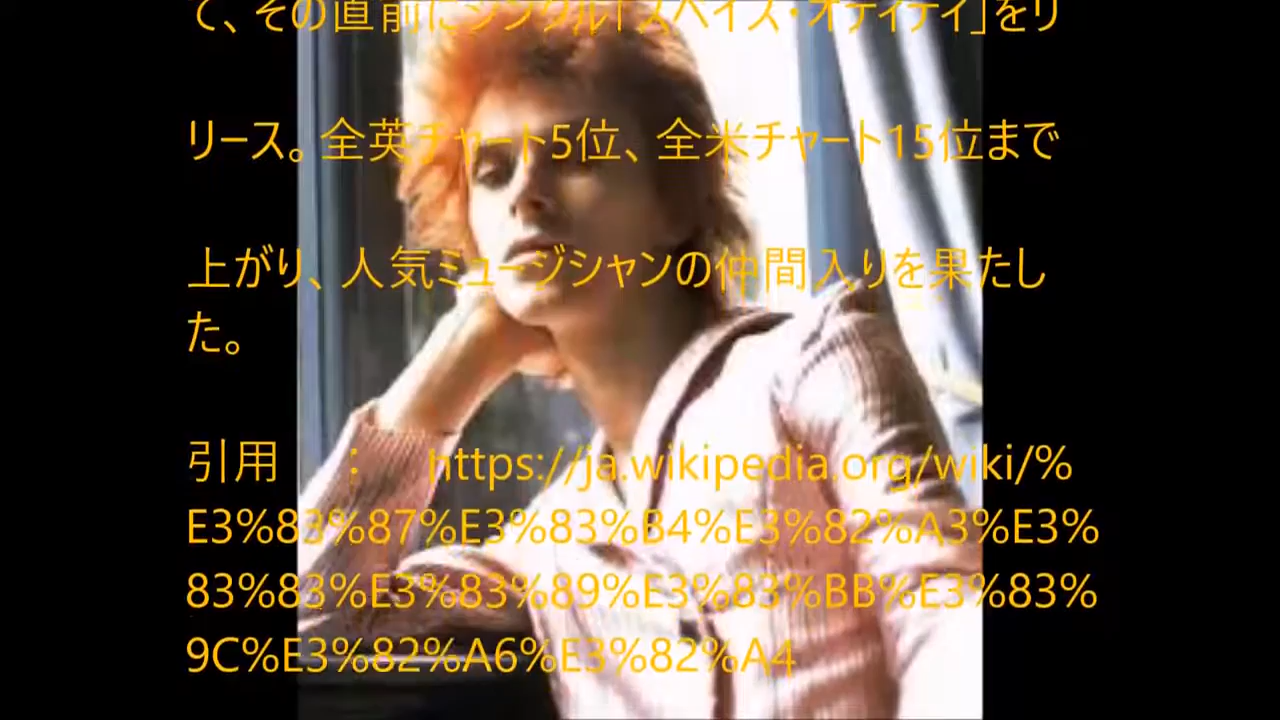 て、その直前にシングル「スペイス・オディティ」をリ
リース。全英チャート5位、全米チャート15位まで
上がり、人気ミュージシャンの仲間入りを果たし
た。
引用　：　https://ja.wikipedia.org/wiki/%
E3%83%87%E3%83%B4%E3%82%A3%E3%
83%83%E3%83%89%E3%83%BB%E3%83%
9C%E3%82%A6%E3%82%A4